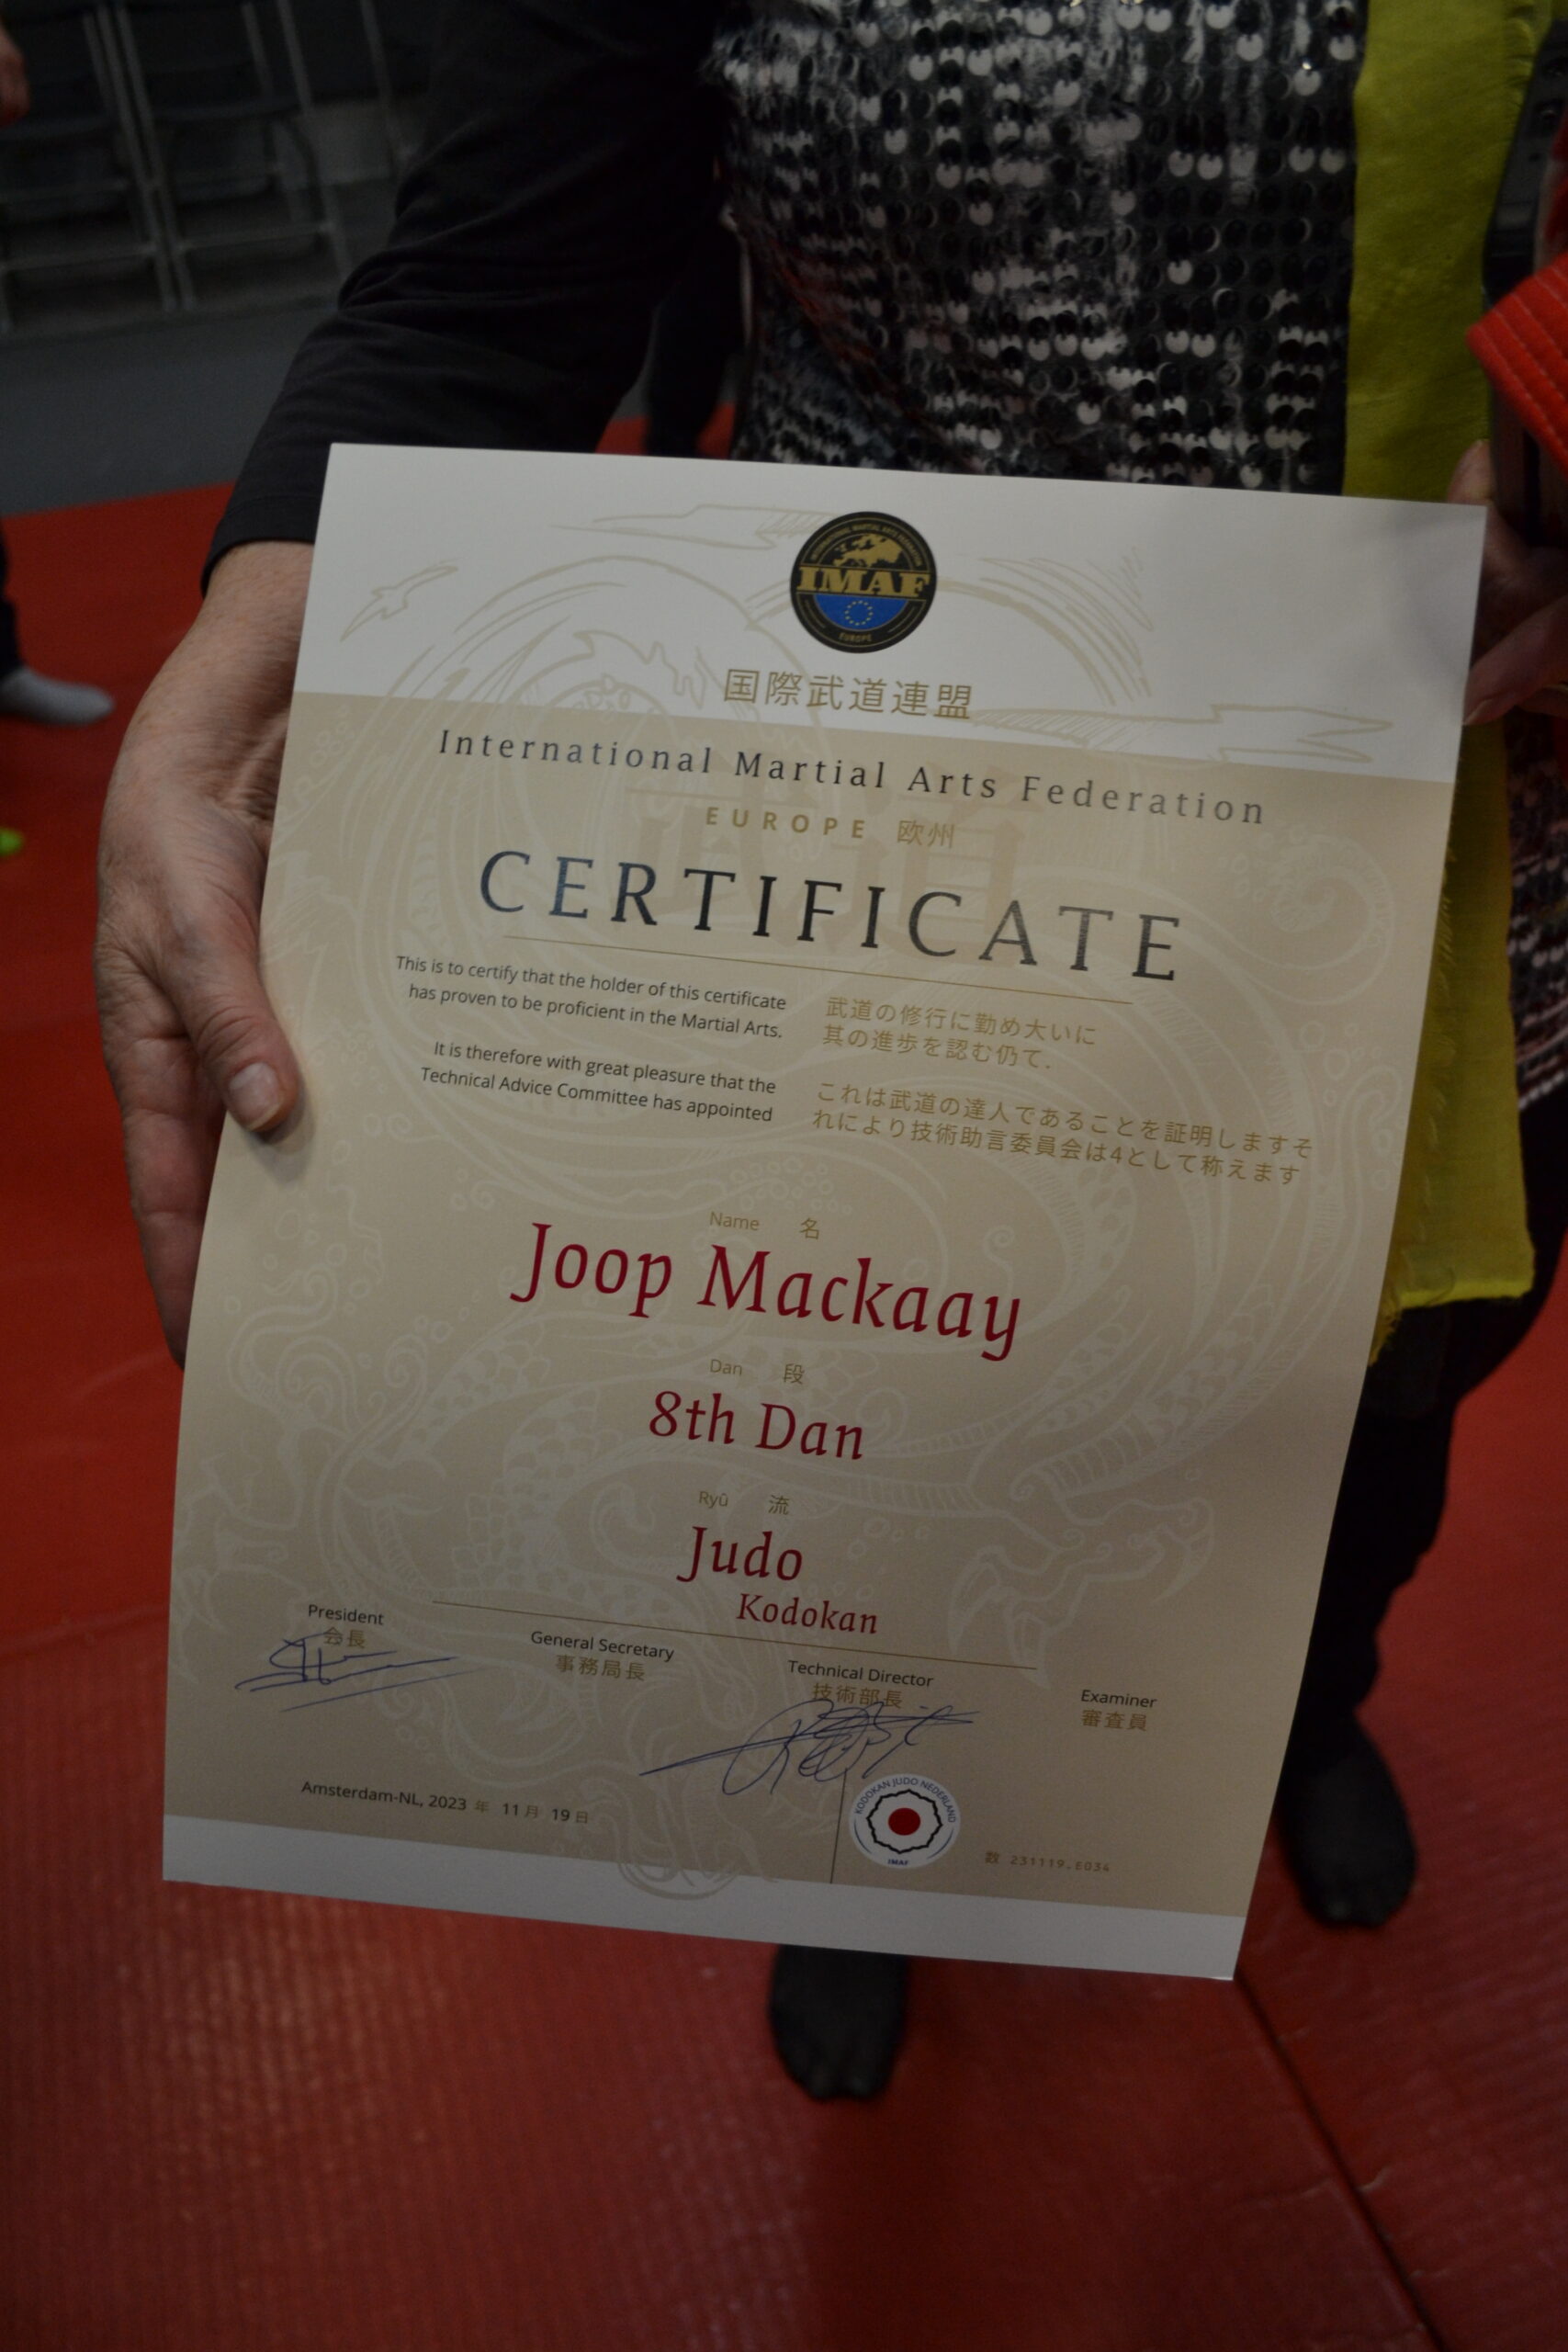 INTERNATIONAL MARTIAL ARTS FEDERATION
IMAF
EUROPE
国際武道連盟
International Martial Arts Federation
EUROPE 欧州
CERTIFICATE
This is to certify that the holder of this certificate
has proven to be proficient in the Martial Arts.
It is therefore with great pleasure that the
Technical Advice Committee has appointed
武道の修行に勤め大いに
其の進歩を認む仍て.
これは武道の達人であることを証明しますそ
れにより技術助言委員会は4として称えます
Name 名
Joop Mackaay
Dan 段
8th Dan
Ryū 流
Judo
Kodokan
President
会長
General Secretary
事務局長
Technical Director
技術部長
Examiner
審査員
Amsterdam-NL, 2023 年 11 月 19 日
KODOKAN JUDO NEDERLAND
IMAF
数 231119.E034